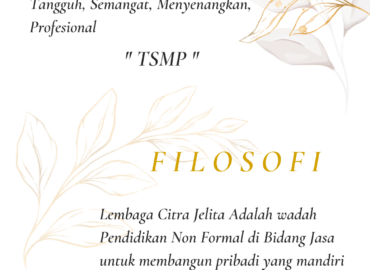 Tangguh, Semangat, Menyenangkan,
Profesional
" TSMP "
FILOSOFI
Lembaga Citra Jelita Adalah wadah
Pendidikan Non Formal di Bidang Jasa
untuk membangun pribadi yang mandiri